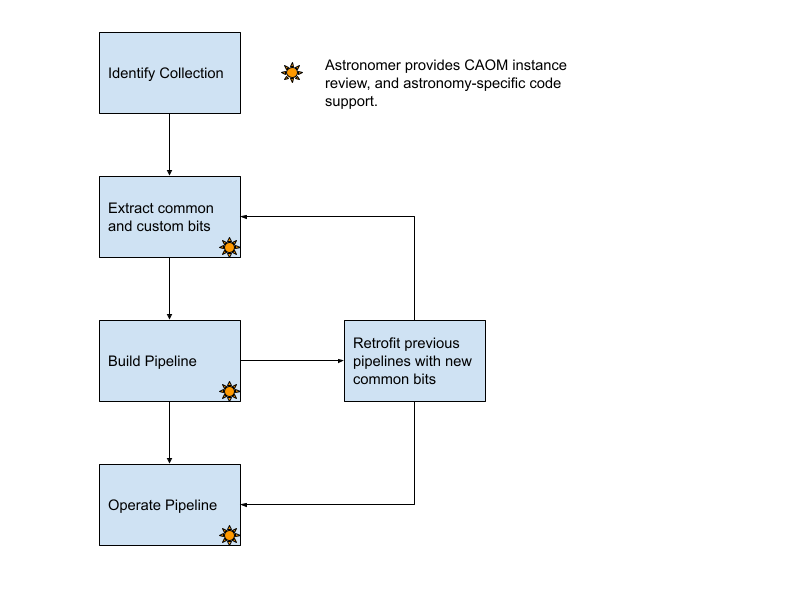 Identify Collection
Astronomer provides CAOM instance
review, and astronomy-specific code
support.
Extract common
and custom bits
Build Pipeline
Retrofit previous
pipelines with new
common bits
Operate Pipeline